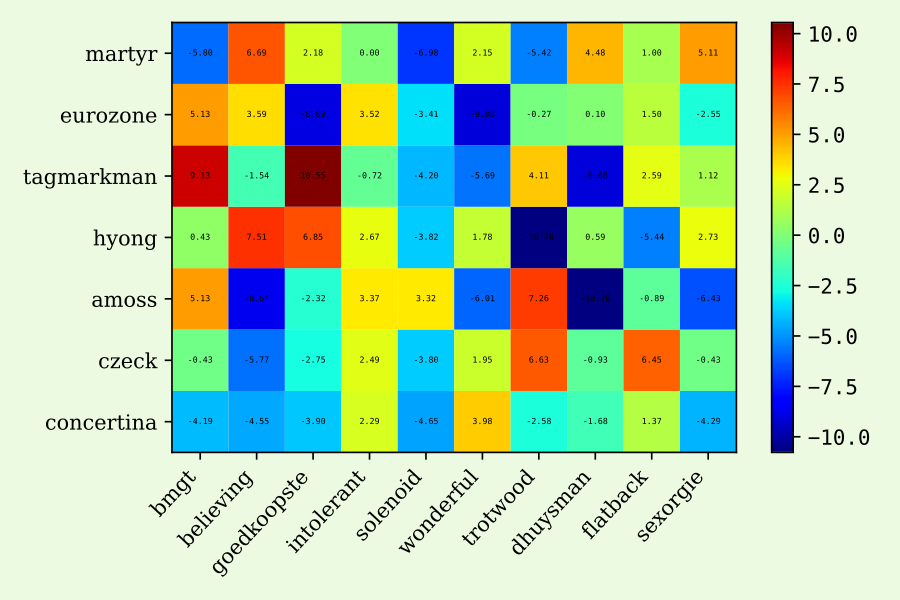 martyr -5.80 6.69 2.18 0.00 -6.98 2.15 -5.42 4.48 1.00 5.11
eurozone 5.13 3.59 3.52 -3.41 -0.27 0.10 1.50 -2.55
tagmarkman 9.13 -1.54 10.55 -0.72 -4.20 -5.69 4.11 2.59 1.12
hyong 0.43 7.51 6.85 2.67 -3.82 1.78 0.59 -5.44 2.73
amoss 5.13 -2.32 3.37 3.32 -6.01 7.26 -0.89 -6.43
czeck -0.43 -5.77 -2.75 2.49 -3.80 1.95 6.63 -0.93 6.45 -0.43
concertina -4.19 -4.55 -3.90 2.29 -4.65 3.98 -2.58 -1.68 1.37 -4.29
bmgt believing goedkoopste intolerant solenoid wonderful trotwood dhuysman flatback sexorgie
10.0
7.5
5.0
2.5
0.0
−2.5
−5.0
−7.5
−10.0